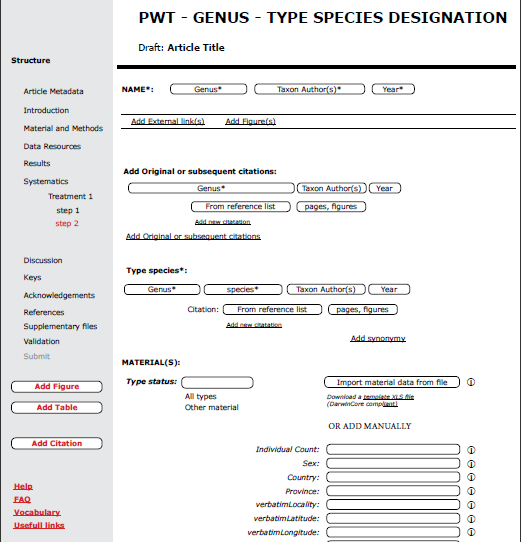 PWT - GENUS - TYPE SPECIES DESIGNATION
Draft: Article Title
Structure
Article Metadata
Introduction
Material and Methods
Data Resources
Results
Systematics
Treatment 1
step 1
step 2
Discussion
Keys
Acknowledgements
References
Supplementary files
Validation
Submit
Add Figure
Add Table
Add Citation
Help
FAQ
Vocabulary
Usefull links
NAME*: Genus* Taxon Author(s)* Year*
Add External link(s) Add Figure(s)
Add Original or subsequent citations:
Genus* Taxon Author(s) Year
From reference list pages, figures
Add new citatation
Add Original or subsequent citations
Type species*:
Genus* species* Taxon Author(s) Year
Citation: From reference list pages, figures
Add new citatation
Add synonymy
MATERIAL(S):
Type status: Import material data from file
All types
Other material
Download a template XLS file
(DarwinCore compliant)
OR ADD MANUALLY
Individual Count:
Sex:
Country:
Province:
verbatimLocality:
verbatimLatitude:
verbatimLongitude: